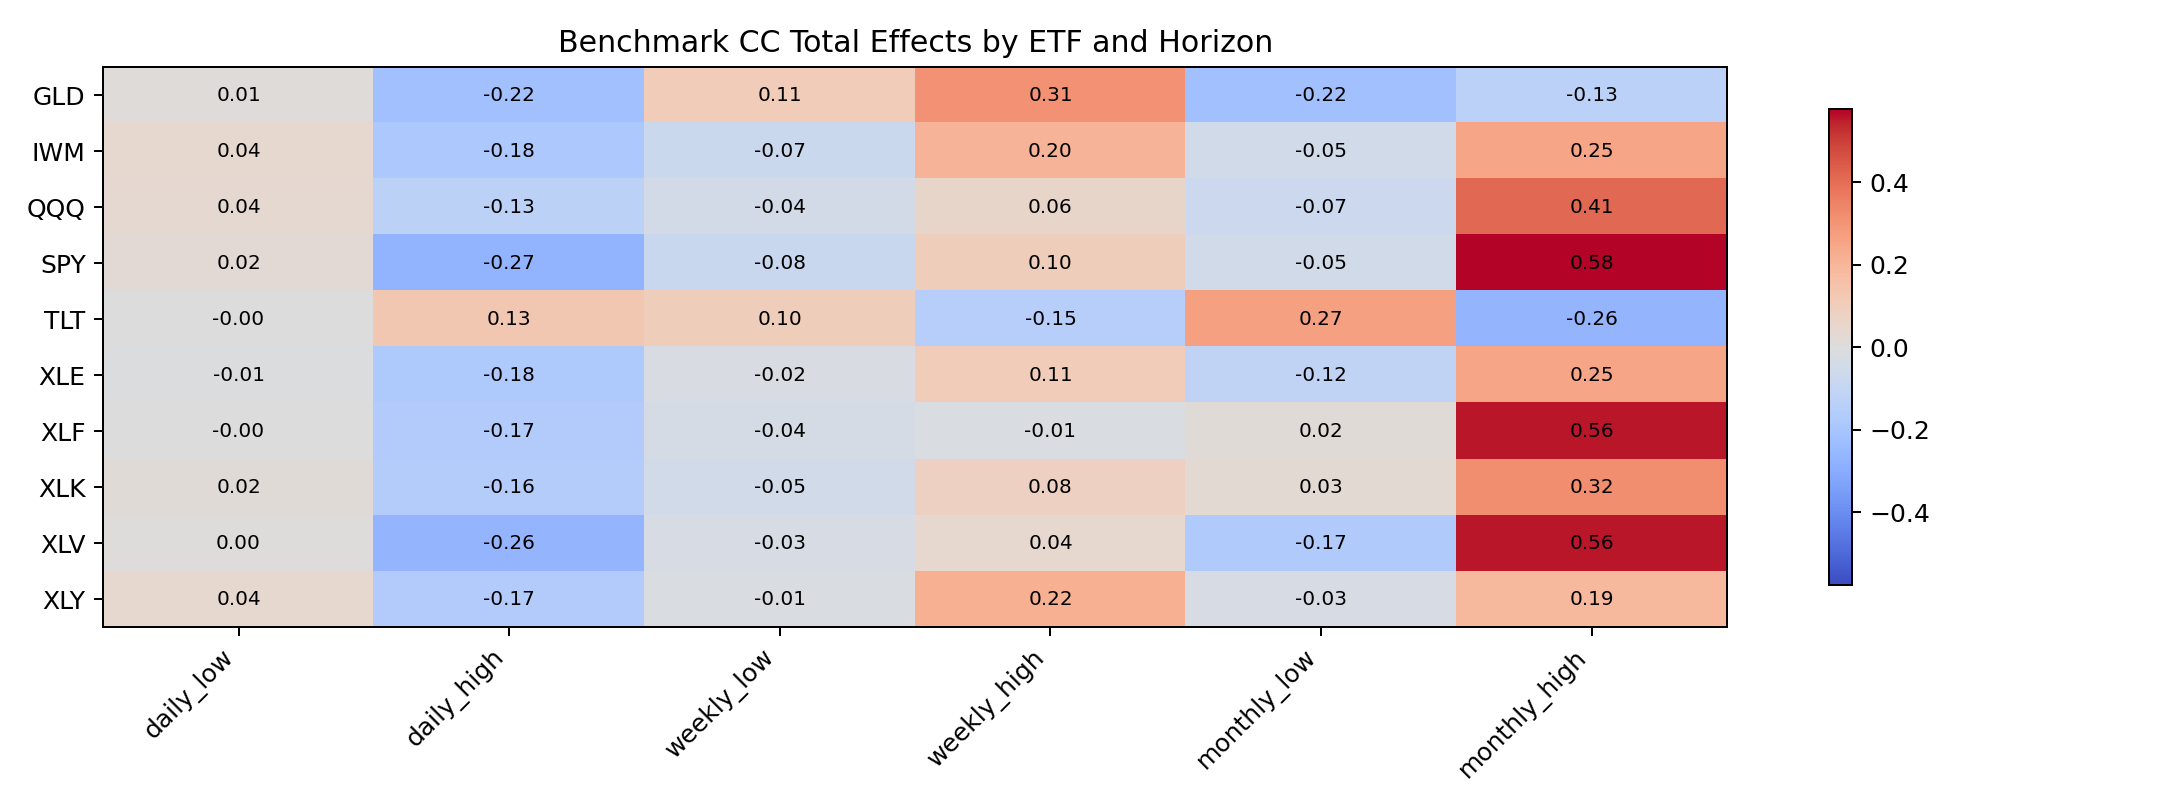 Benchmark CC Total Effects by ETF and Horizon
GLD 0.01 -0.22 0.11 0.31 -0.22 -0.13
IWM 0.04 -0.18 -0.07 0.20 -0.05 0.25
QQQ 0.04 -0.13 -0.04 0.06 -0.07 0.41
SPY 0.02 -0.27 -0.08 0.10 -0.05 0.58
TLT -0.00 0.13 0.10 -0.15 0.27 -0.26
XLE -0.01 -0.18 -0.02 0.11 -0.12 0.25
XLF -0.00 -0.17 -0.04 -0.01 0.02 0.56
XLK 0.02 -0.16 -0.05 0.08 0.03 0.32
XLV 0.00 -0.26 -0.03 0.04 -0.17 0.56
XLY 0.04 -0.17 -0.01 0.22 -0.03 0.19
daily_low daily_high weekly_low weekly_high monthly_low monthly_high
0.4
0.2
0.0
−0.2
−0.4